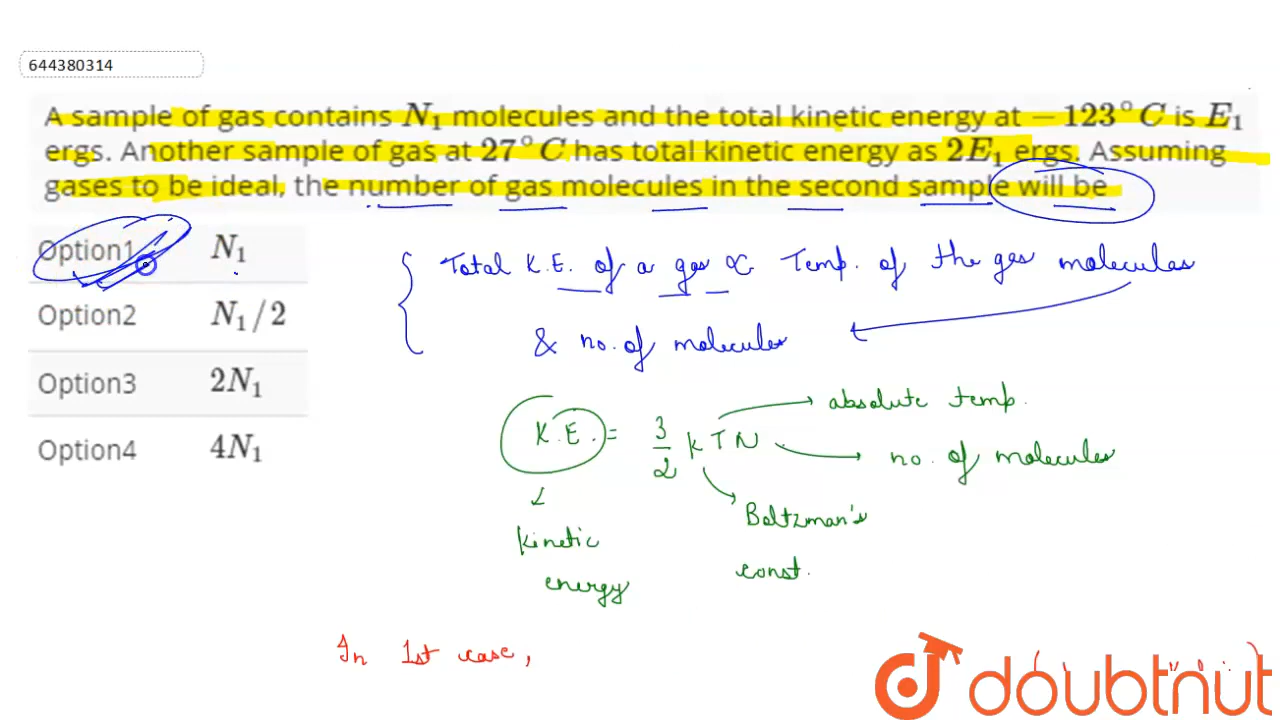 644380314
A sample of gas contains N₁ molecules and the total kinetic energy at −123°C is E₁
ergs. Another sample of gas at 27°C has total kinetic energy as 2E₁ ergs. Assuming
gases to be ideal, the number of gas molecules in the second sample will be
Option1 N₁
Option2 N₁/2
Option3 2N₁
Option4 4N₁
Total K.E. of a gas ∝ Temp. of the gas molecules
& no. of molecules
K.E. = 3/2 K T N
absolute temp.
no. of molecules
Boltzman's
const.
Kinetic
energy
In 1st case,
doubtnut